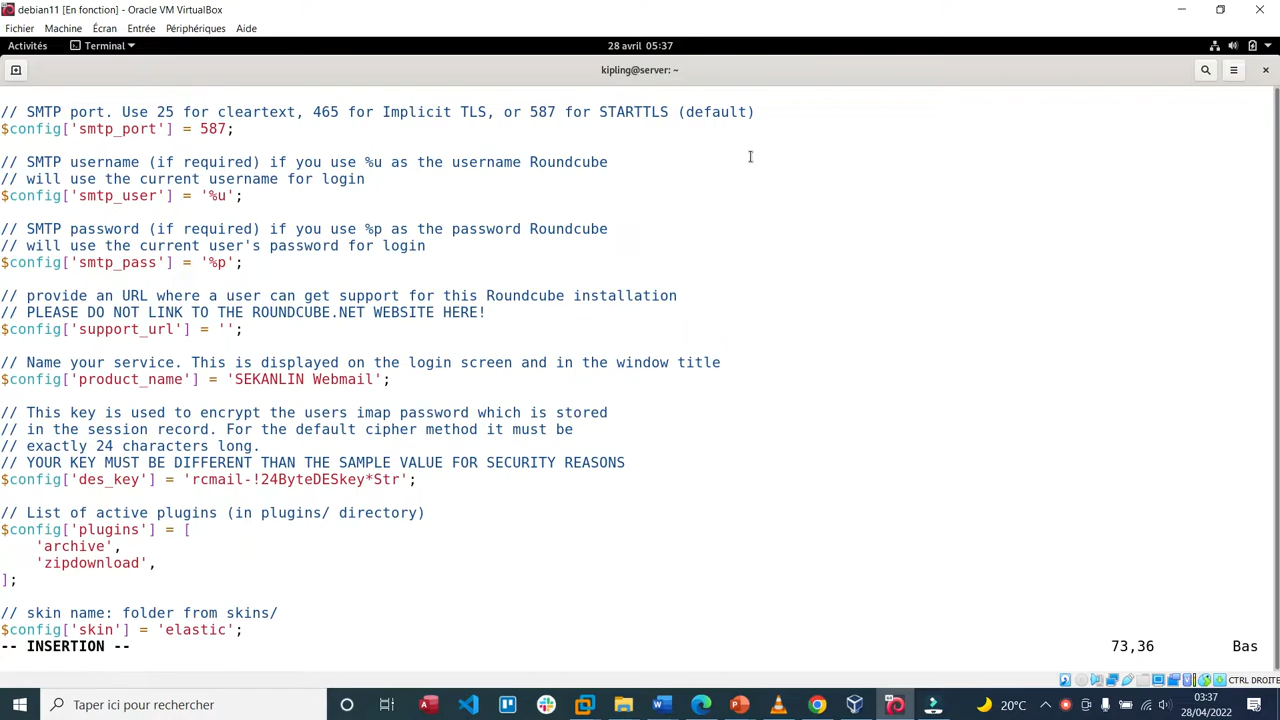 debian11 [En fonction] - Oracle VM VirtualBox
Fichier Machine Écran Entrée Périphériques Aide
Activités Terminal 28 avril 05:37
kipling@server: ~
// SMTP port. Use 25 for cleartext, 465 for Implicit TLS, or 587 for STARTTLS (default)
$config['smtp_port'] = 587;
// SMTP username (if required) if you use %u as the username Roundcube
// will use the current username for login
$config['smtp_user'] = '%u';
// SMTP password (if required) if you use %p as the password Roundcube
// will use the current user's password for login
$config['smtp_pass'] = '%p';
// provide an URL where a user can get support for this Roundcube installation
// PLEASE DO NOT LINK TO THE ROUNDCUBE.NET WEBSITE HERE!
$config['support_url'] = '';
// Name your service. This is displayed on the login screen and in the window title
$config['product_name'] = 'SEKANLIN Webmail';
// This key is used to encrypt the users imap password which is stored
// in the session record. For the default cipher method it must be
// exactly 24 characters long.
// YOUR KEY MUST BE DIFFERENT THAN THE SAMPLE VALUE FOR SECURITY REASONS
$config['des_key'] = 'rcmail-!24ByteDESkey*Str';
// List of active plugins (in plugins/ directory)
$config['plugins'] = [
'archive',
'zipdownload',
];
// skin name: folder from skins/
$config['skin'] = 'elastic';
-- INSERTION -- 73,36 Bas
CTRL DROITE
Taper ici pour rechercher 20°C 03:37
28/04/2022